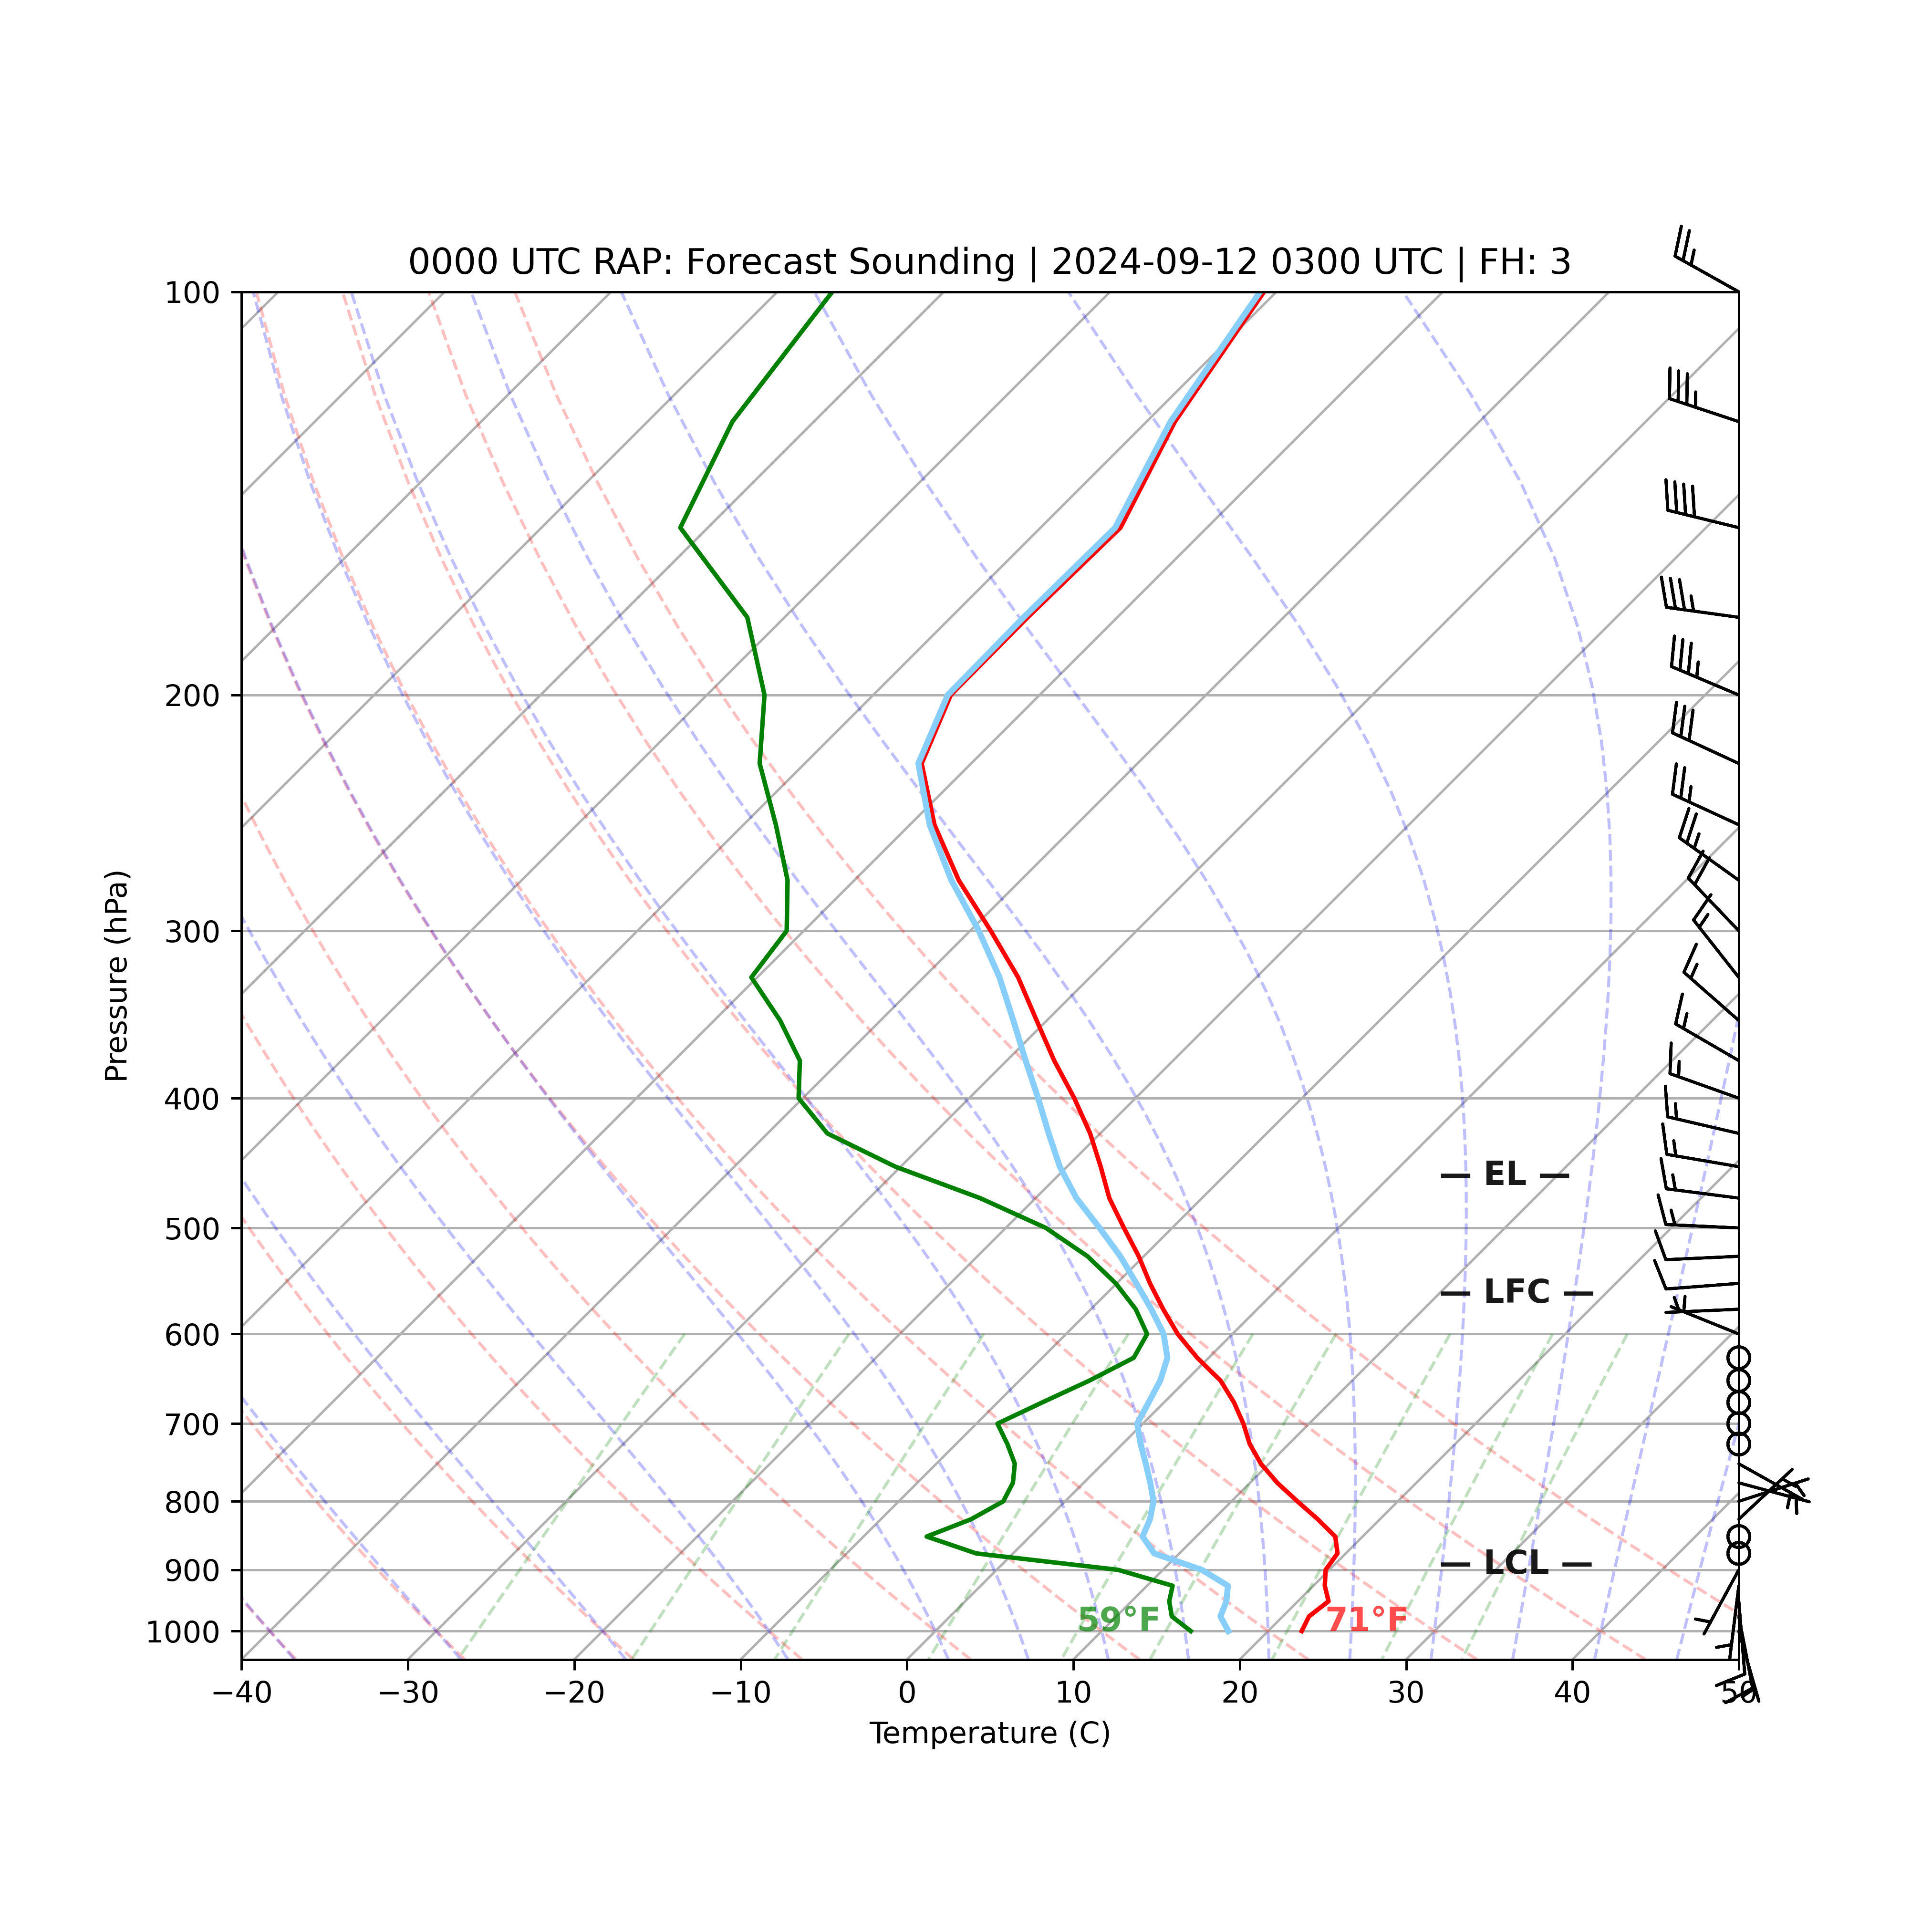 0000 UTC RAP: Forecast Sounding | 2024-09-12 0300 UTC | FH: 3
100
200
300
400
500
600
700
800
900
1000
Pressure (hPa)
— EL —
— LFC —
— LCL —
59°F
71°F
−40 −30 −20 −10 0 10 20 30 40 50
Temperature (C)